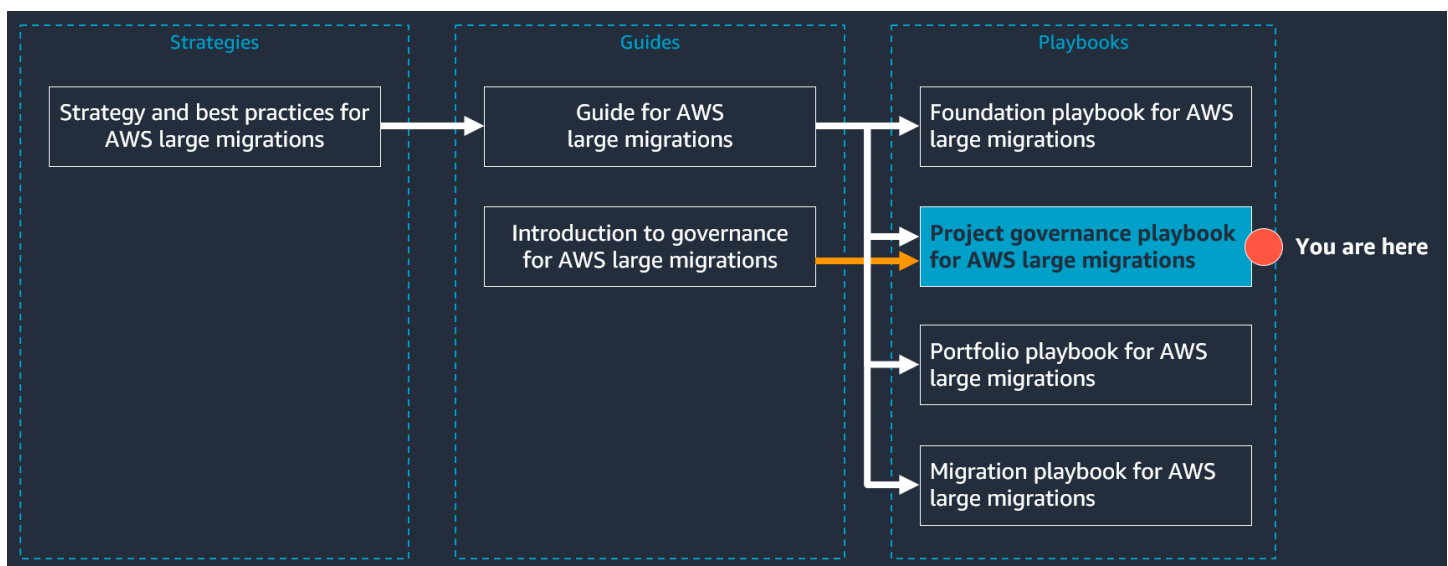 Strategies
Strategy and best practices for
AWS large migrations
Guides
Guide for AWS
large migrations
Introduction to governance
for AWS large migrations
Playbooks
Foundation playbook for AWS
large migrations
Project governance playbook
for AWS large migrations
You are here
Portfolio playbook for AWS
large migrations
Migration playbook for AWS
large migrations